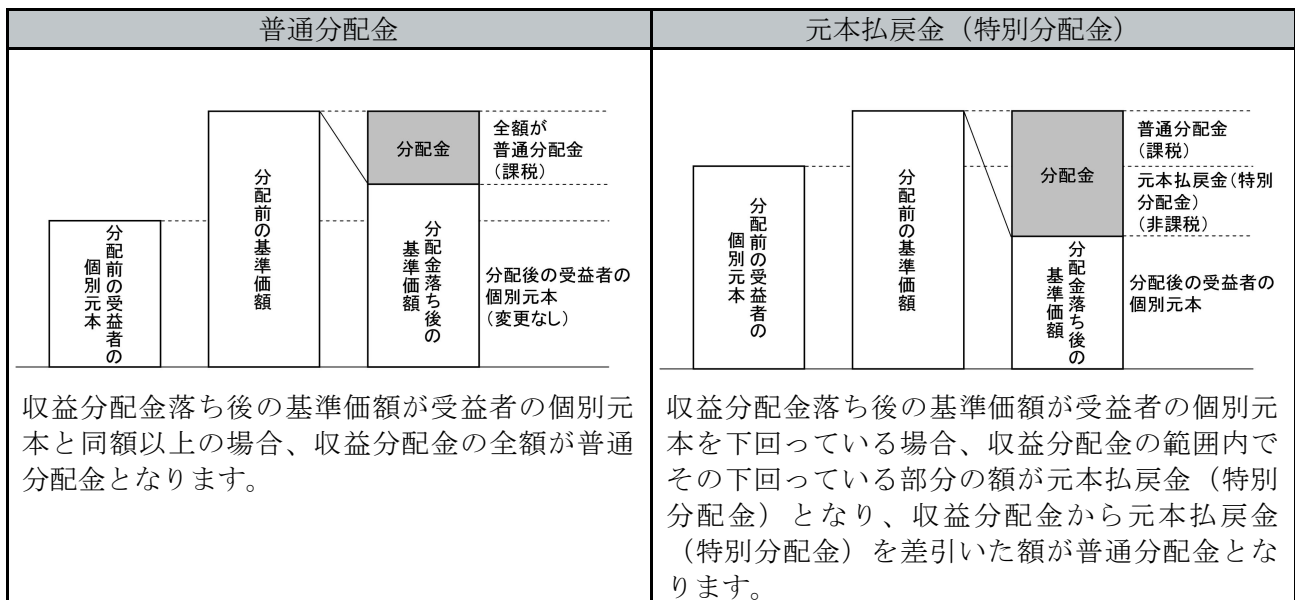 普通分配金
分配前の受益者の
個別元本
分配前の基準価額
分配金
分配金落ち後の
基準価額
全額が
普通分配金
(課税)
分配後の受益者の
個別元本
(変更なし)
収益分配金落ち後の基準価額が受益者の個別元
本と同額以上の場合、収益分配金の全額が普通
分配金となります。
元本払戻金（特別分配金）
分配前の受益者の
個別元本
分配前の基準価額
分配金
分配金落ち後の
基準価額
普通分配金
(課税)
元本払戻金(特別
分配金)
(非課税)
分配後の受益者の
個別元本
収益分配金落ち後の基準価額が受益者の個別元
本を下回っている場合、収益分配金の範囲内で
その下回っている部分の額が元本払戻金（特別
分配金）となり、収益分配金から元本払戻金
（特別分配金）を差引いた額が普通分配金とな
ります。